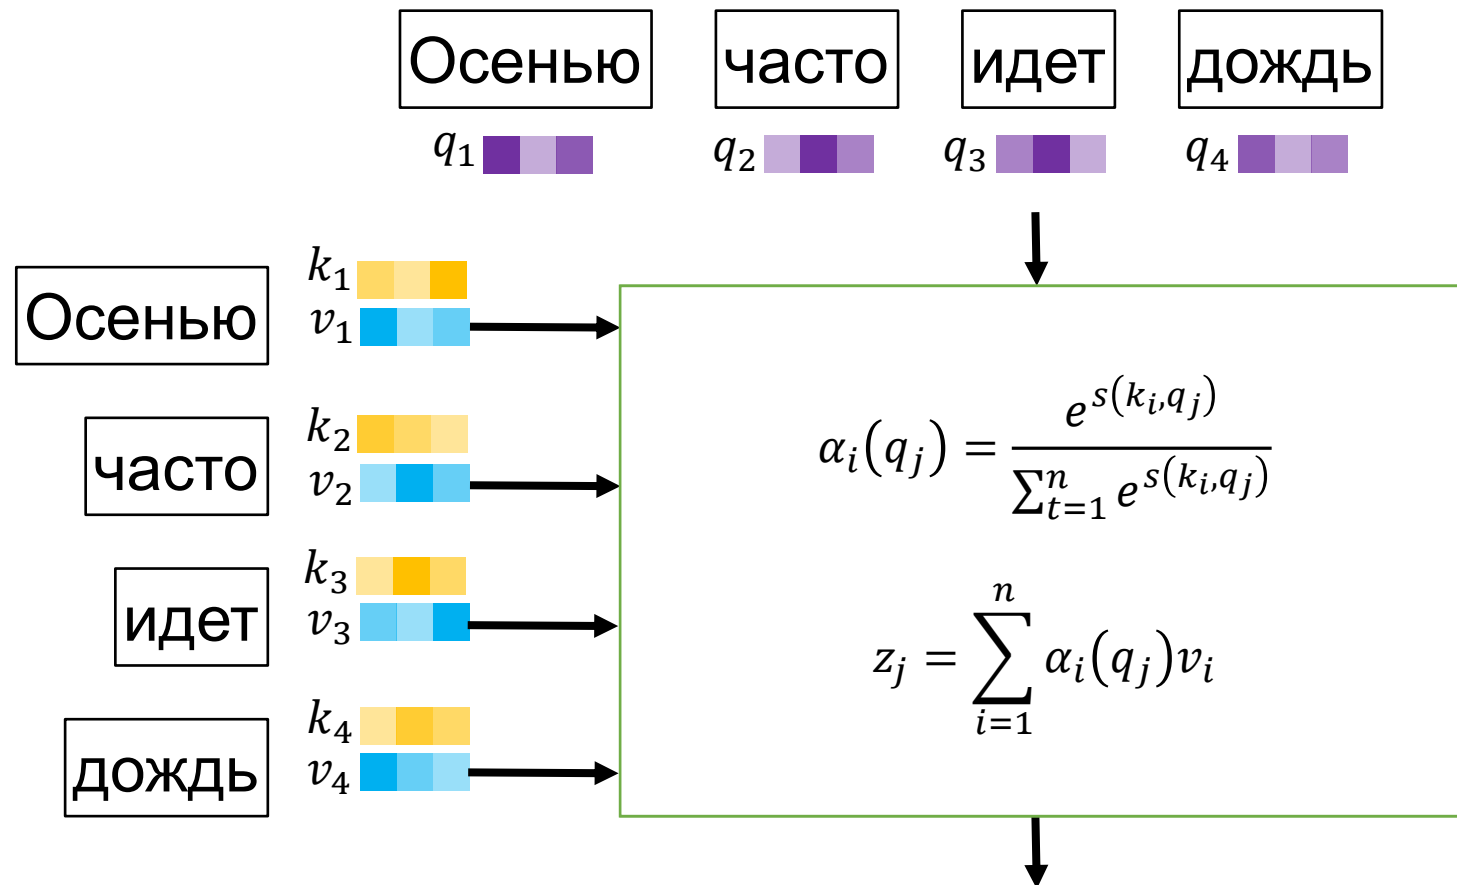 Осенью часто идет дождь
q₁ q₂ q₃ q₄
Осенью k₁ v₁
часто k₂ v₂
идет k₃ v₃
дождь k₄ v₄
αᵢ(qⱼ) = e^{s(kᵢ,qⱼ)} / ∑_{t=1}^{n} e^{s(kᵢ,qⱼ)}
zⱼ = ∑_{i=1}^{n} αᵢ(qⱼ)vᵢ